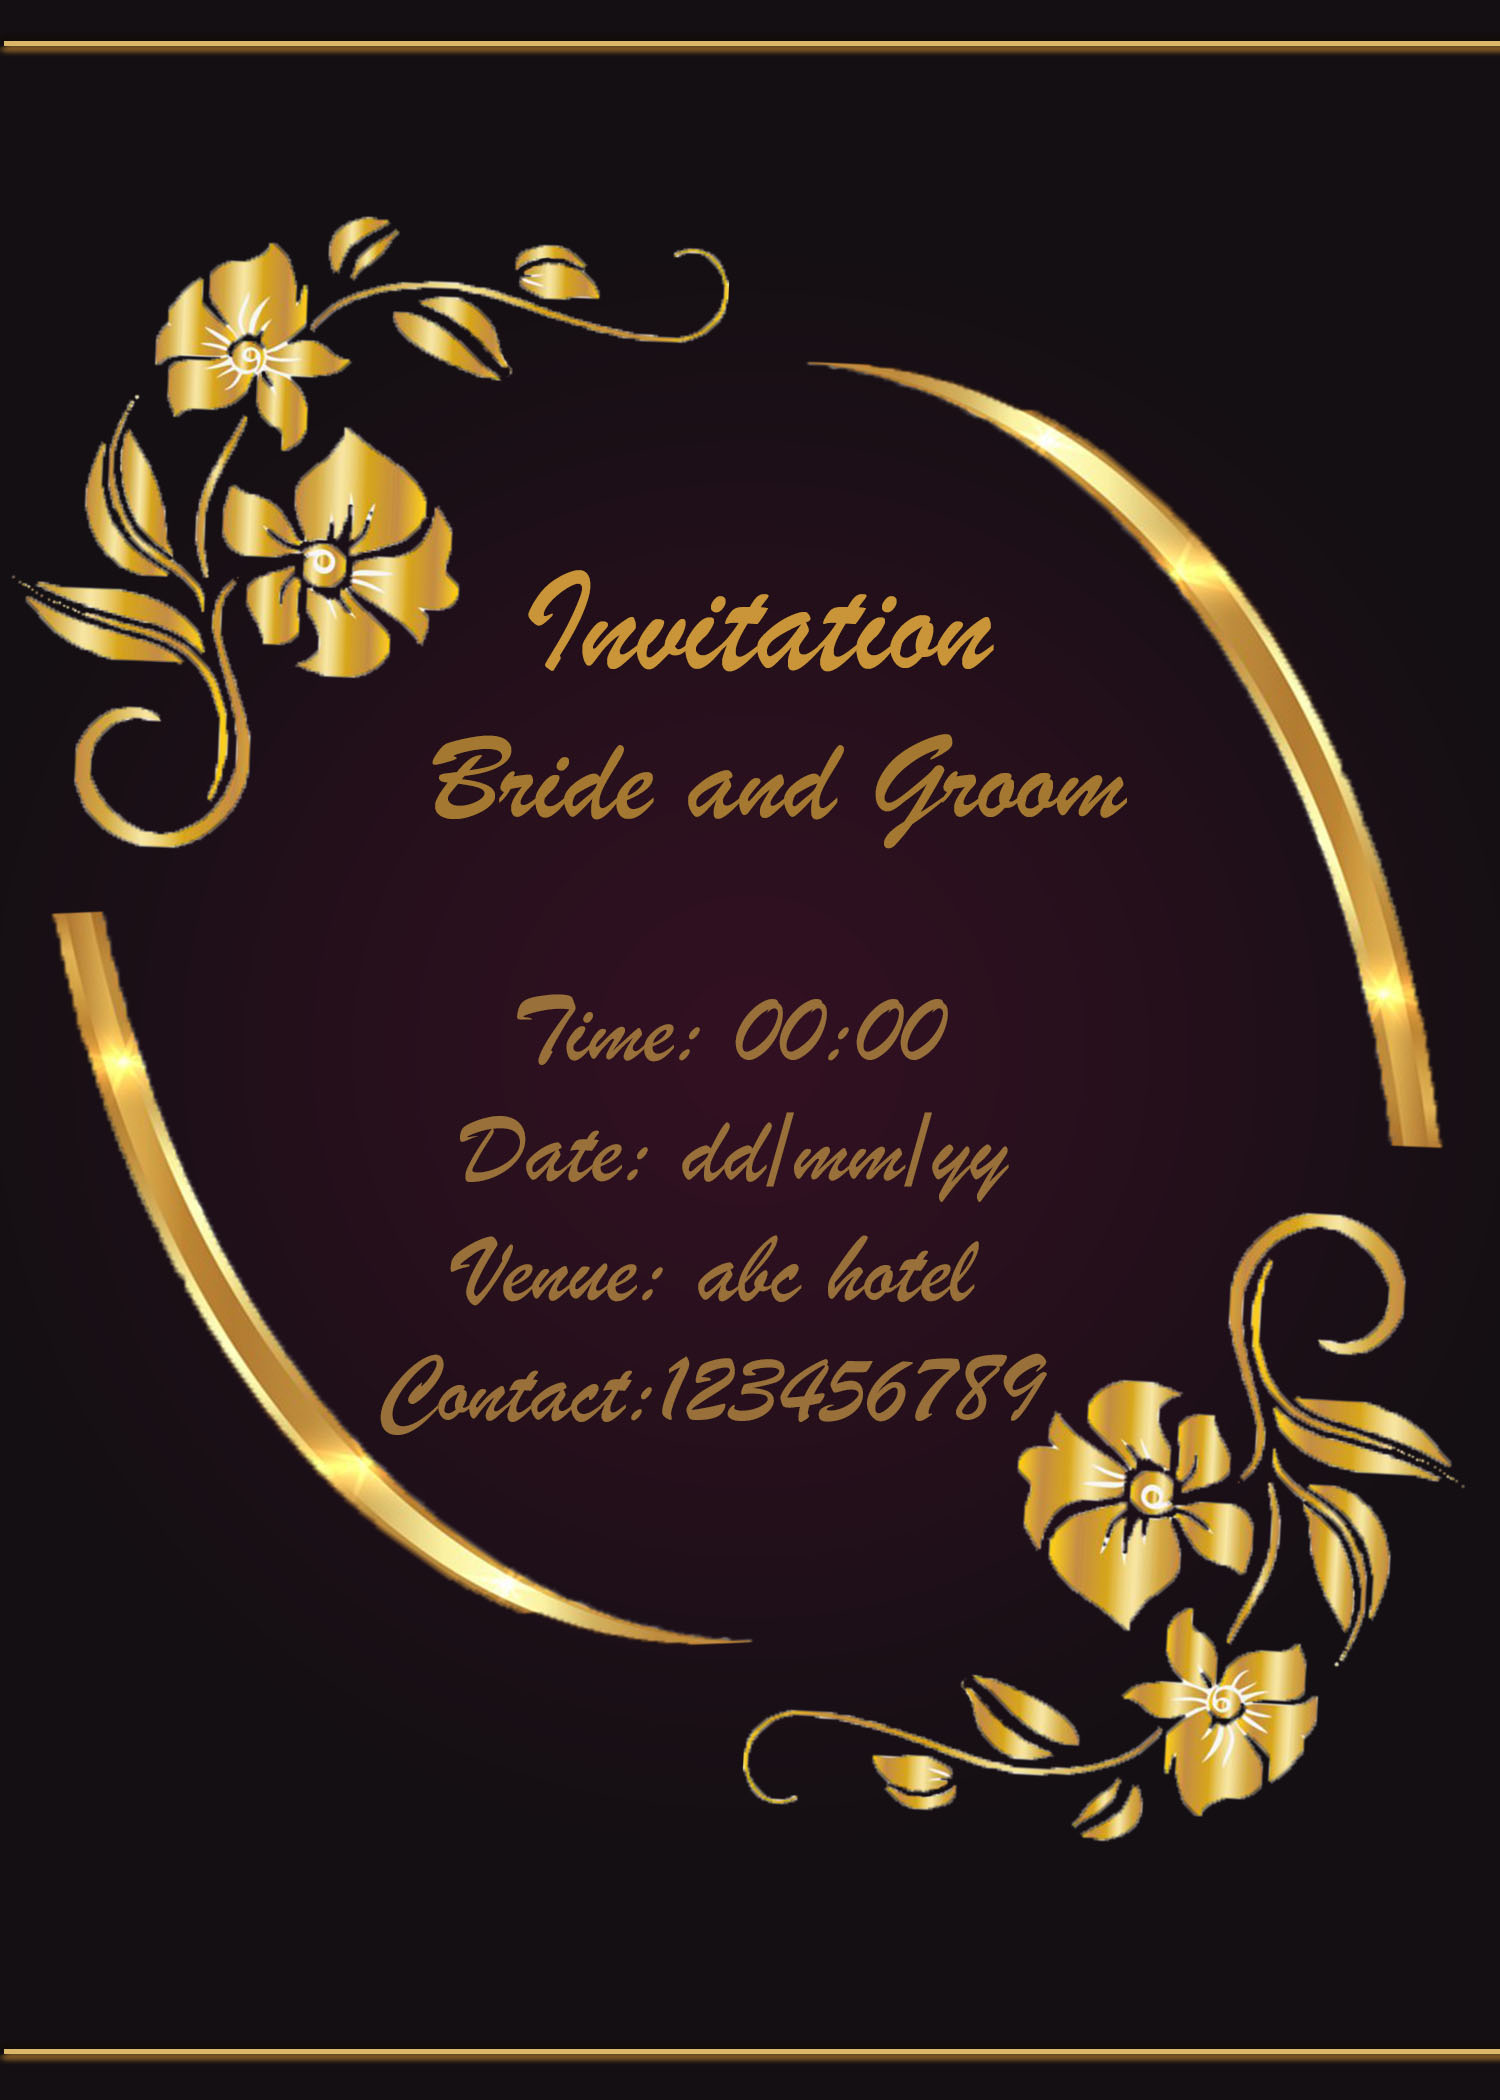 Invitation
Bride and Groom
Time: 00:00
Date: dd/mm/yy
Venue: abc hotel
Contact:123456789